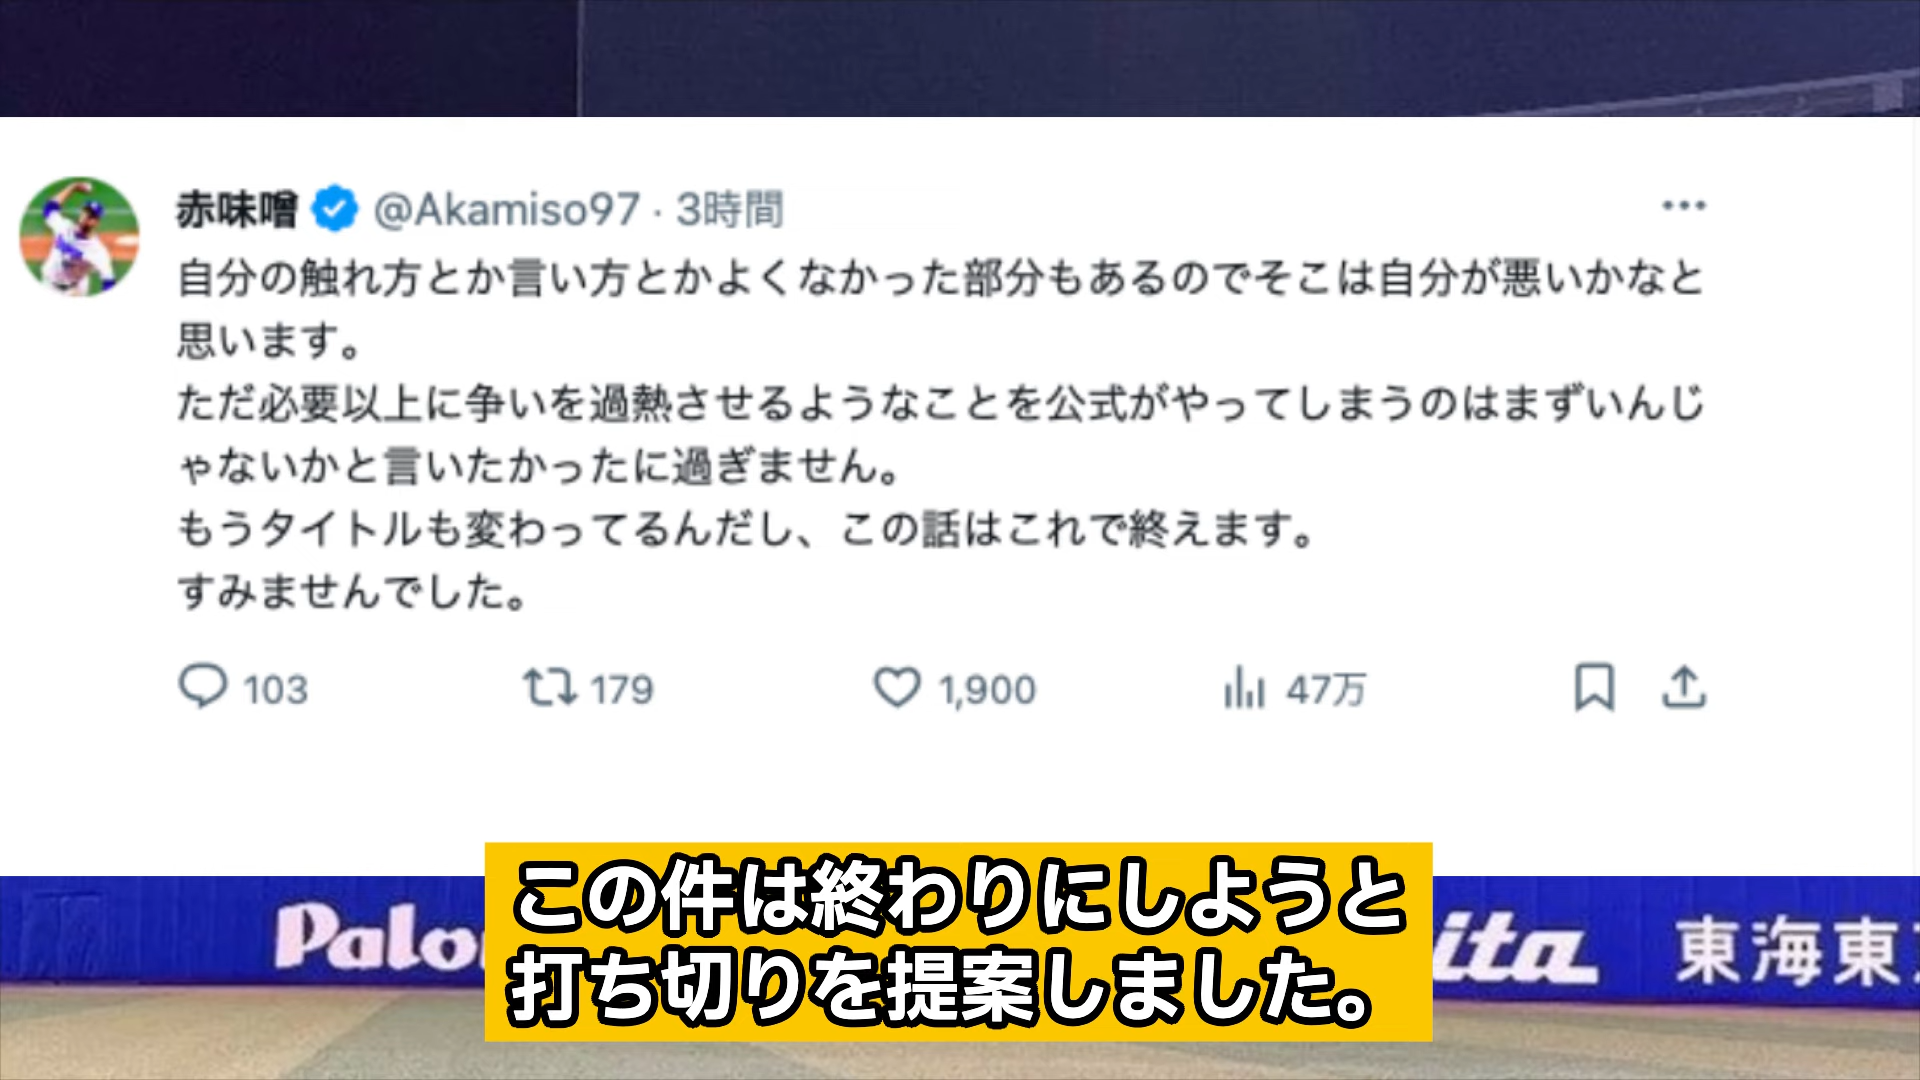 赤味噌 @Akamiso97 · 3時間
自分の触れ方とか言い方とかよくなかった部分もあるのでそこは自分が悪いかなと
思います。
ただ必要以上に争いを過熱させるようなことを公式がやってしまうのはまずいんじ
ゃないかと言いたかったに過ぎません。
もうタイトルも変わってるんだし、この話はこれで終えます。
すみませんでした。
103 179 1,900 47万
この件は終わりにしようと
打ち切りを提案しました。
Palo
ita
東海東